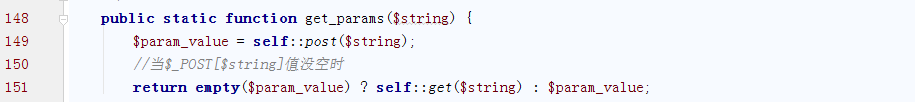 148 public static function get_params($string) {
149 $param_value = self::post($string);
150 //当$_POST[$string]值没空时
151 return empty($param_value) ? self::get($string) : $param_value;